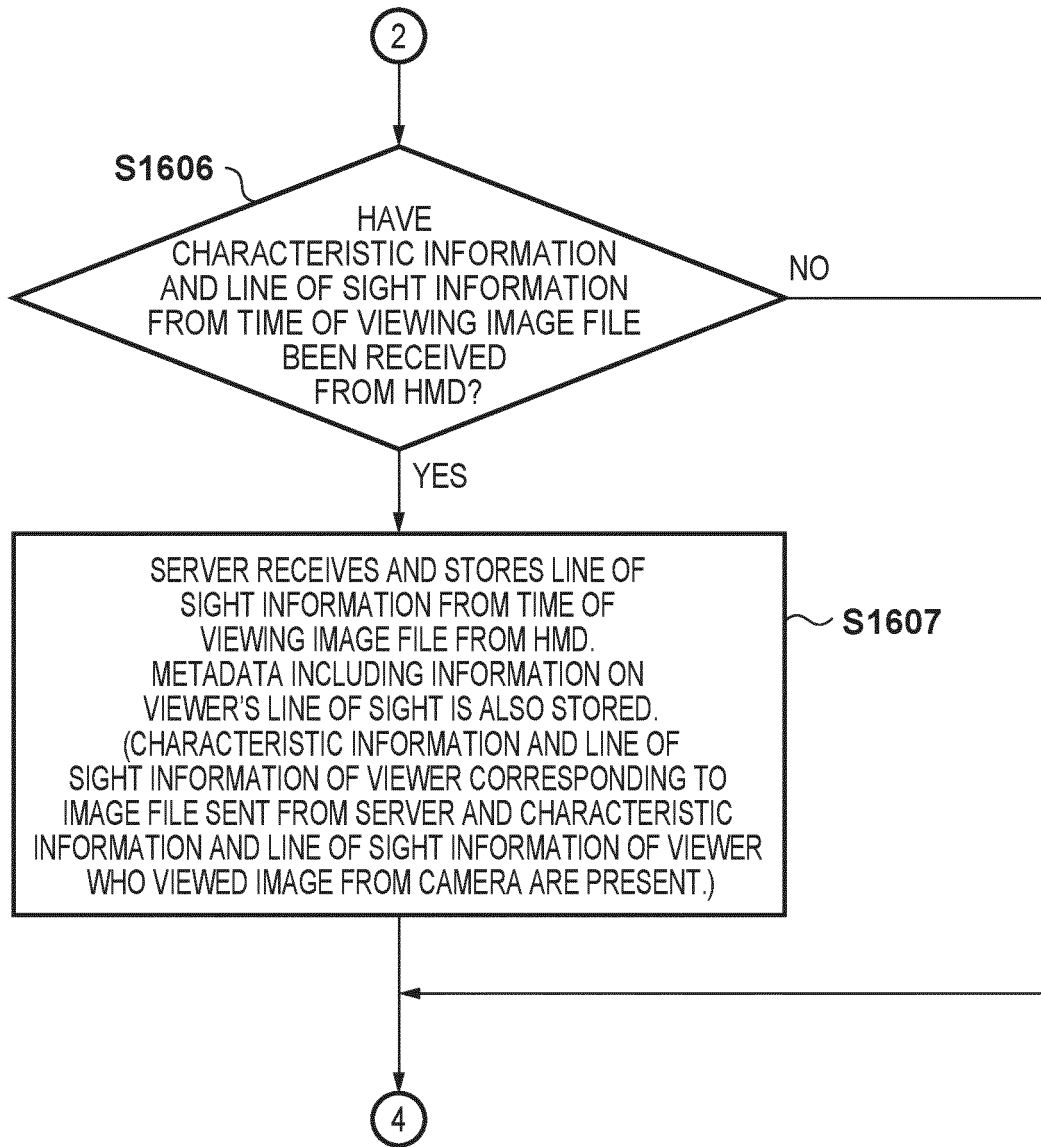 2
S1606
HAVE
CHARACTERISTIC INFORMATION
AND LINE OF SIGHT INFORMATION
FROM TIME OF VIEWING IMAGE FILE
BEEN RECEIVED
FROM HMD?
NO
YES
SERVER RECEIVES AND STORES LINE OF
SIGHT INFORMATION FROM TIME OF
VIEWING IMAGE FILE FROM HMD.
METADATA INCLUDING INFORMATION ON
VIEWER'S LINE OF SIGHT IS ALSO STORED.
(CHARACTERISTIC INFORMATION AND LINE OF
SIGHT INFORMATION OF VIEWER CORRESPONDING TO
IMAGE FILE SENT FROM SERVER AND CHARACTERISTIC
INFORMATION AND LINE OF SIGHT INFORMATION OF VIEWER
WHO VIEWED IMAGE FROM CAMERA ARE PRESENT.)
S1607
4